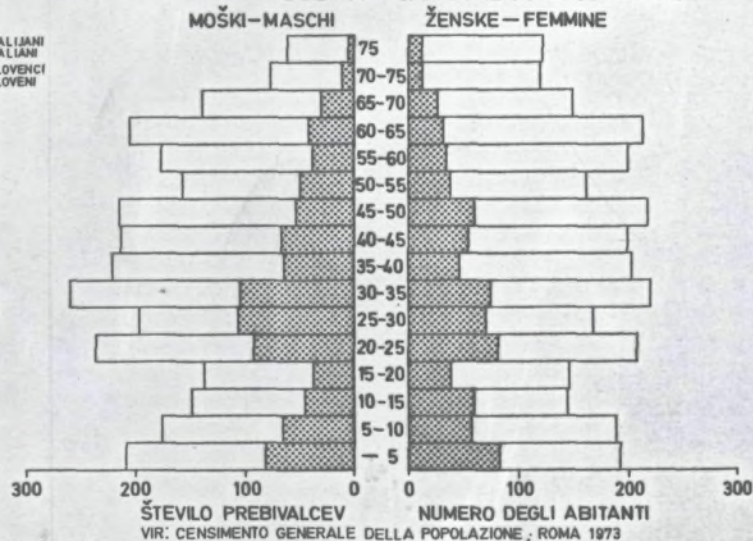 MOŠKI-MASCHI
ŽENSKE-FEMMINE
ALIJANI
ALIANI
LOVENCI
LOVENI
75
70-75
65-70
60-65
55-60
50-55
45-50
40-45
35-40
30-35
25-30
20-25
15-20
10-15
5-10
- 5
300 200 100 0 0 100 200 300
ŠTEVILO PREBIVALCEV
NUMERO DEGLI ABITANTI
VIR: CENSIMENTO GENERALE DELLA POPOLAZIONE, ROMA 1973